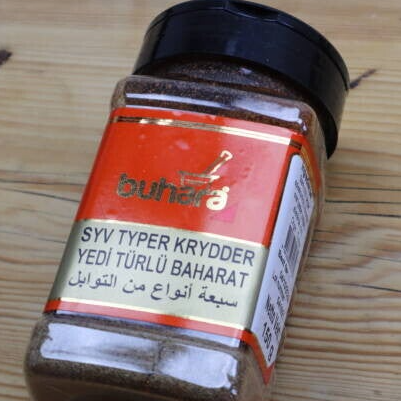 buhara
SYV TYPER KRYDDER
YEDİ TÜRLÜ BAHARAT
سبعة أنواع من التوابل
150 g